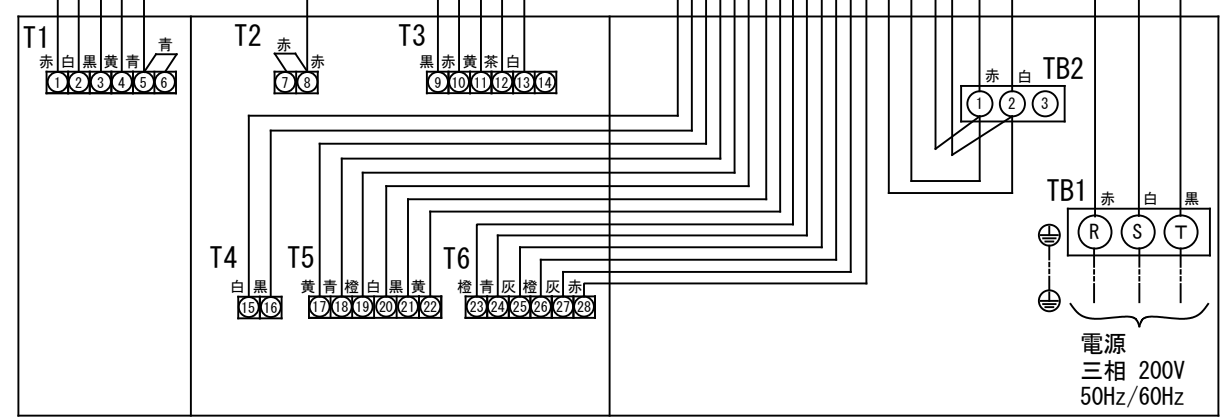 T1
青
赤 白 黒 黄 青
1 2 3 4 5 6
T2
赤
赤
7 8
T3
黒 赤 黄 茶 白
9 10 11 12 13 14
赤 白 TB2
1 2 3
TB1
赤 白 黒
R S T
T4
白 黒
15 16
T5
黄 青 橙 白 黒 黄
17 18 19 20 21 22
T6
橙 青 灰 橙 灰 赤
23 24 25 26 27 28
電源
三相 200V
50Hz/60Hz